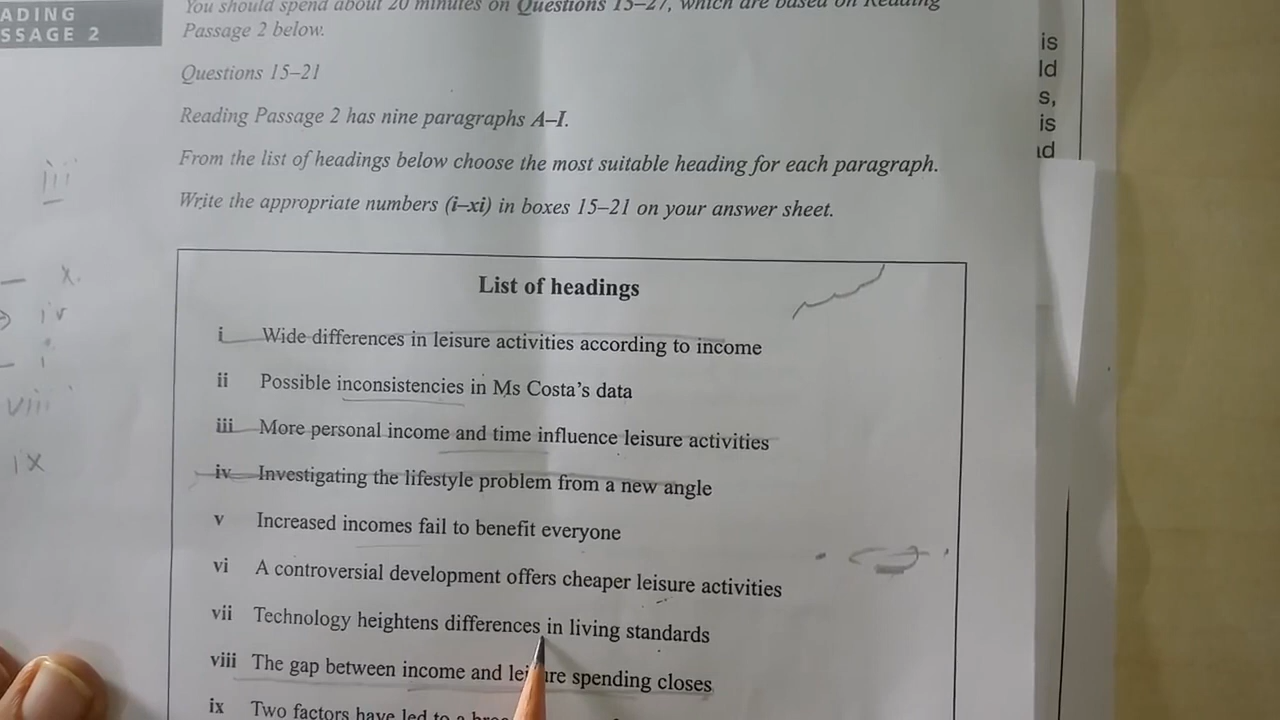 ADING
SSAGE 2
You should spend about 20 minutes on Questions 15–27, which are based on Reading
Passage 2 below.
Questions 15–21
Reading Passage 2 has nine paragraphs A–I.
From the list of headings below choose the most suitable heading for each paragraph.
Write the appropriate numbers (i–xi) in boxes 15–21 on your answer sheet.
List of headings
i Wide differences in leisure activities according to income
ii Possible inconsistencies in Ms Costa's data
iii More personal income and time influence leisure activities
iv Investigating the lifestyle problem from a new angle
v Increased incomes fail to benefit everyone
vi A controversial development offers cheaper leisure activities
vii Technology heightens differences in living standards
viii The gap between income and leisure spending closes
ix Two factors have led to a
iii
x
iv
i
viii
ix
is
ld
s,
is